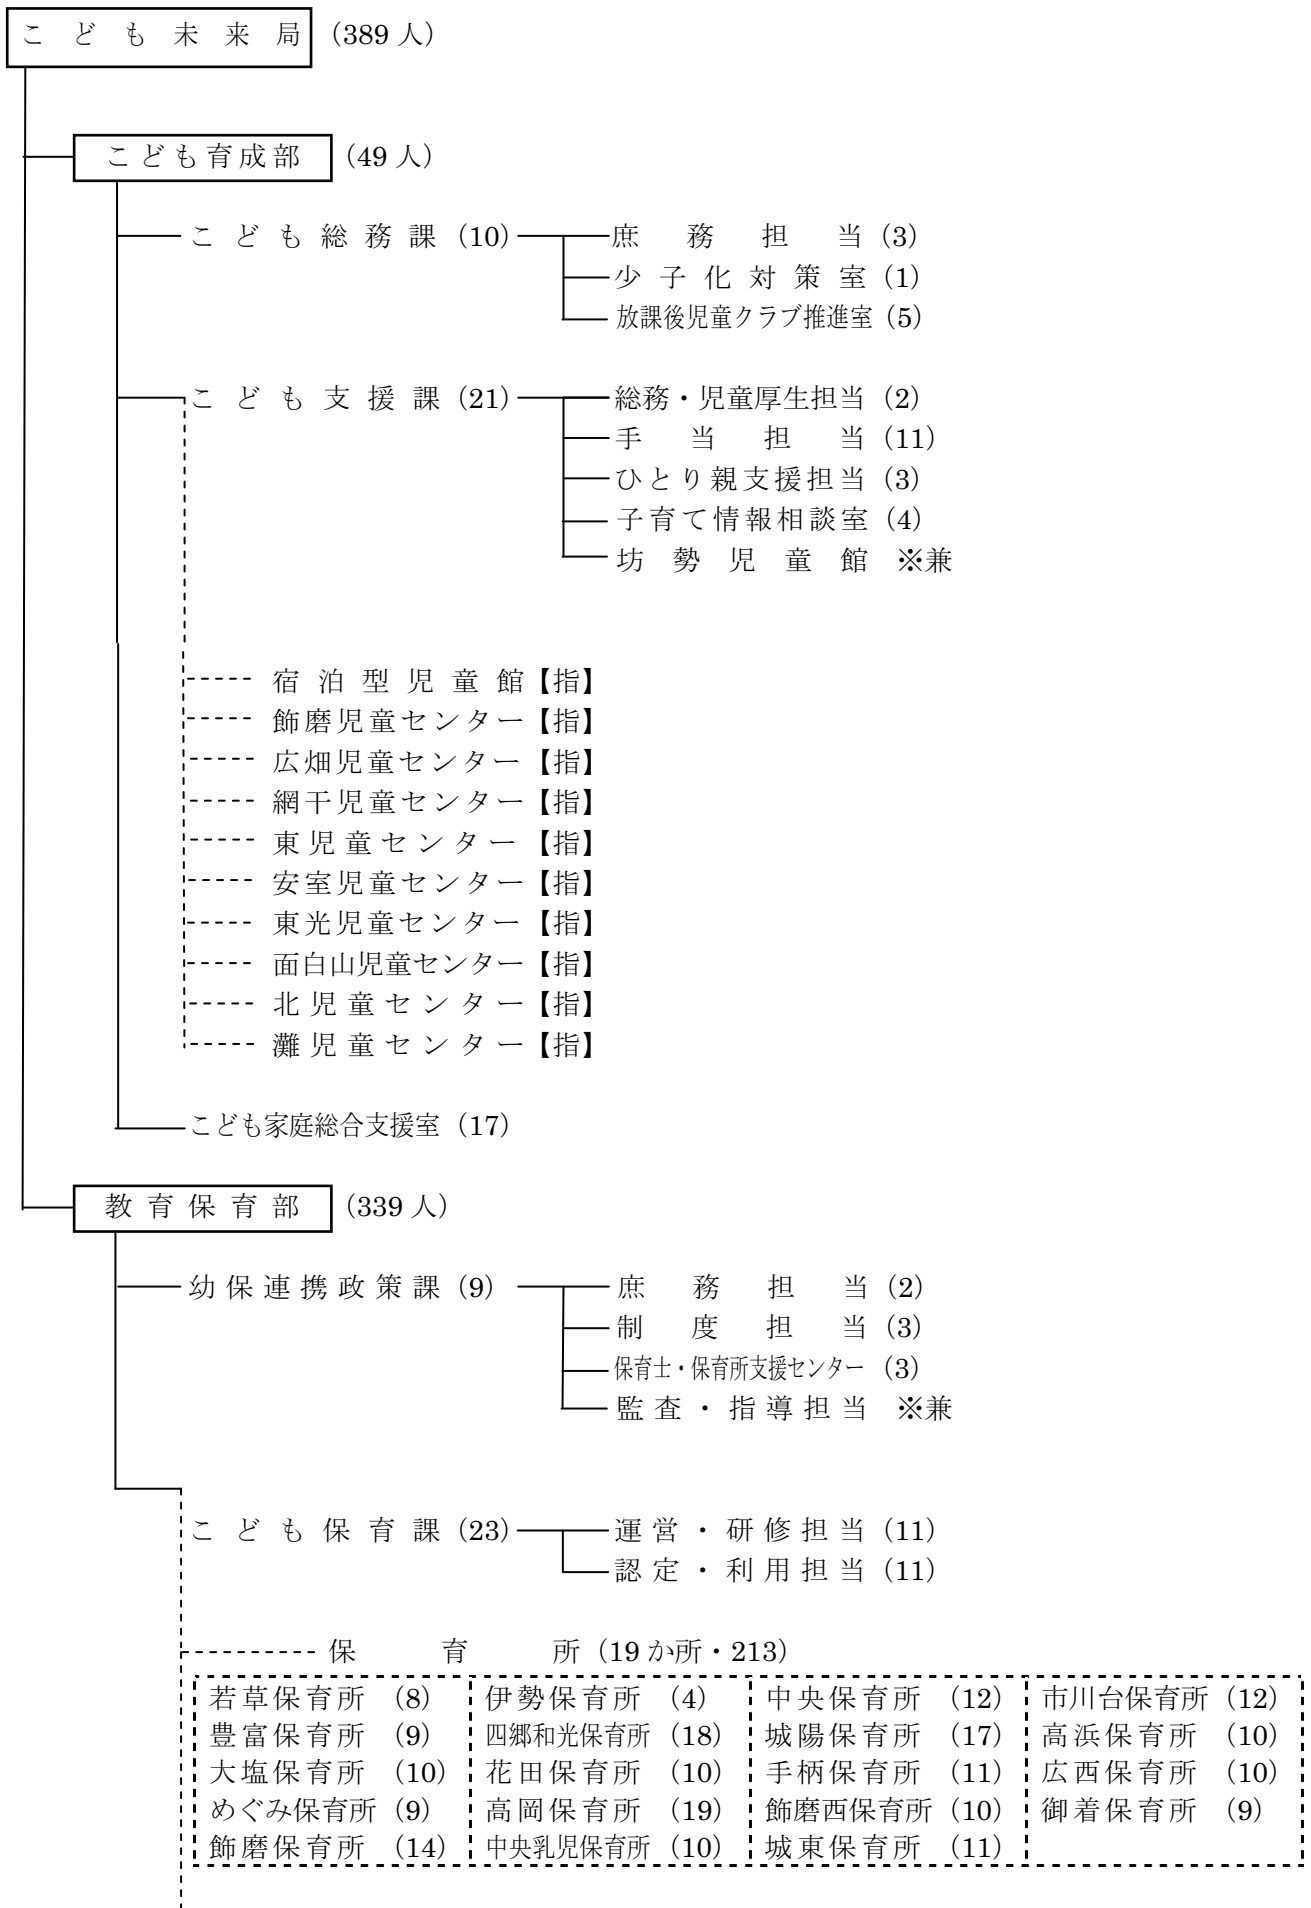 こども未来局（389人）
こども育成部（49人）
こども総務課（10） 庶務担当（3）
少子化対策室（1）
放課後児童クラブ推進室（5）
こども支援課（21） 総務・児童厚生担当（2）
手当担当（11）
ひとり親支援担当（3）
子育て情報相談室（4）
坊勢児童館 ※兼
宿泊型児童館【指】
飾磨児童センター【指】
広畑児童センター【指】
網干児童センター【指】
東児童センター【指】
安室児童センター【指】
東光児童センター【指】
面白山児童センター【指】
北児童センター【指】
灘児童センター【指】
こども家庭総合支援室（17）
教育保育部（339人）
幼保連携政策課（9） 庶務担当（2）
制度担当（3）
保育士・保育所支援センター（3）
監査・指導担当 ※兼
こども保育課（23） 運営・研修担当（11）
認定・利用担当（11）
保育所（19か所・213）
若草保育所（8） 伊勢保育所（4） 中央保育所（12） 市川台保育所（12）
豊富保育所（9） 四郷和光保育所（18） 城陽保育所（17） 高浜保育所（10）
大塩保育所（10） 花田保育所（10） 手柄保育所（11） 広西保育所（10）
めぐみ保育所（9） 高岡保育所（19） 飾磨西保育所（10） 御着保育所（9）
飾磨保育所（14） 中央乳児保育所（10） 城東保育所（11）